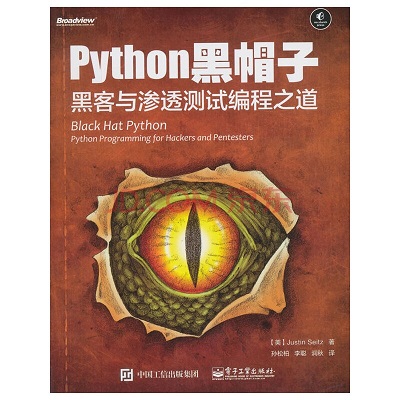 Broadview
Python黑帽子
黑客与渗透测试编程之道
Black Hat Python
Python Programming for Hackers and Pentesters
【美】Justin Seitz 著
孙松柏 李聪 润秋 译
中国工信出版集团
电子工业出版社